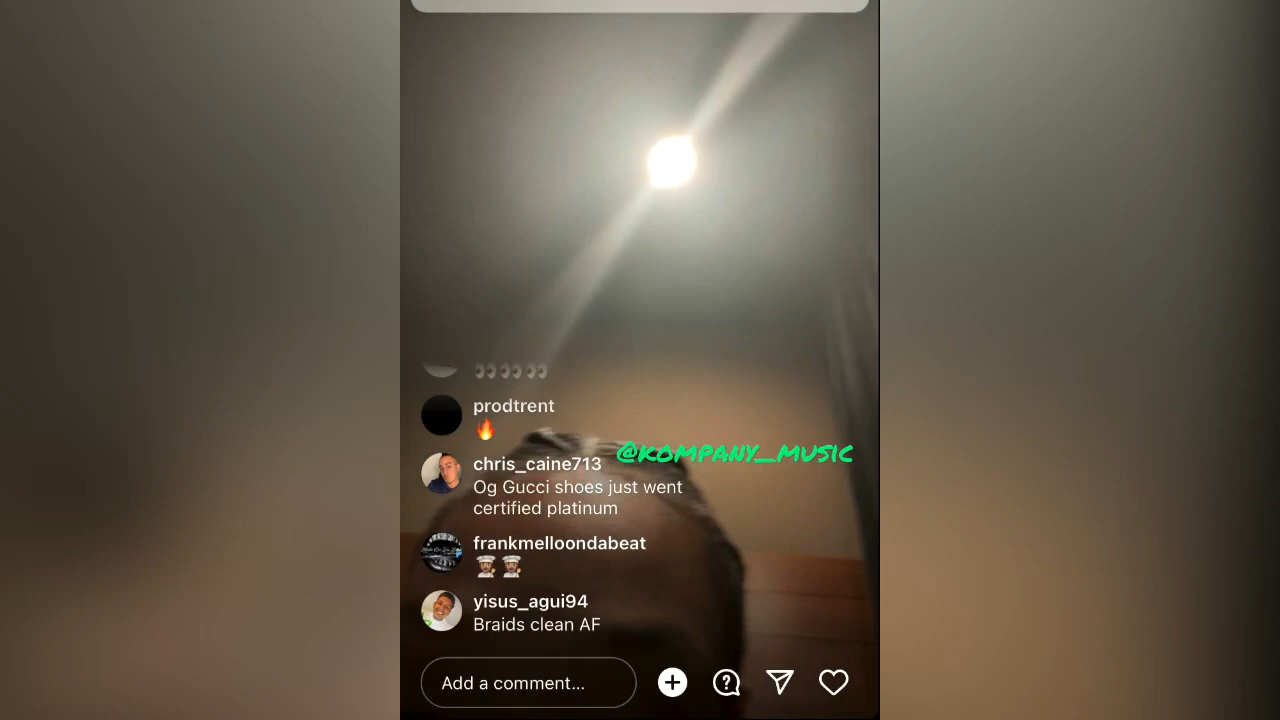 👀👀👀
prodtrent
🔥
chris_caine713
@KOMPANY_MUSIC
Og Gucci shoes just went
certified platinum
frankmelloondabeat
👨🏽‍🍳👨🏽‍🍳
yisus_agui94
Braids clean AF
Add a comment...